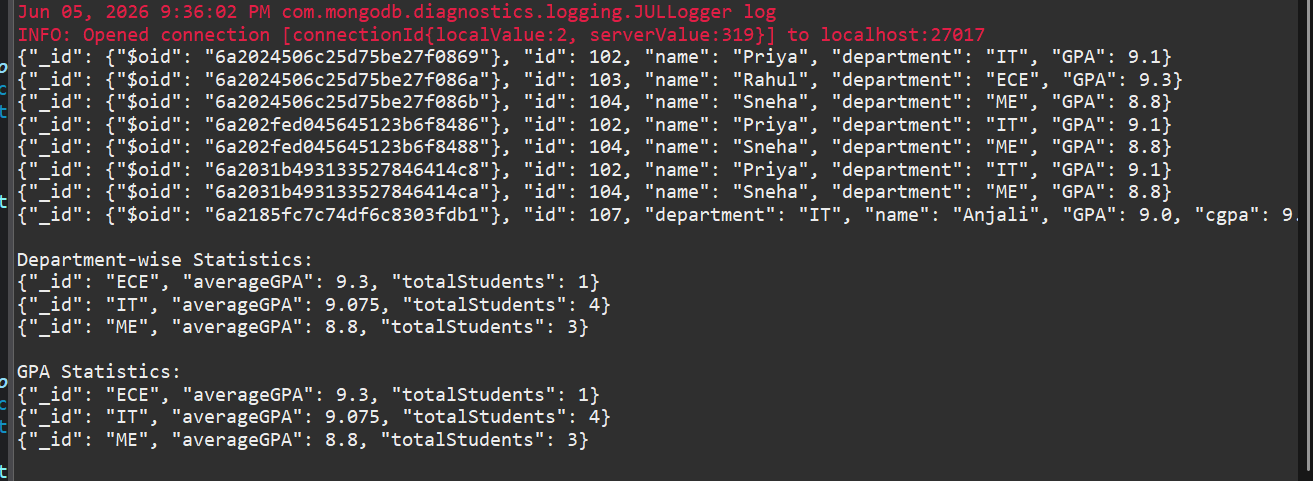 Jun 05, 2026 9:36:02 PM com.mongodb.diagnostics.logging.JULLogger log
INFO: Opened connection [connectionId{localValue:2, serverValue:319}] to localhost:27017
{"_id": {"$oid": "6a2024506c25d75be27f0869"}, "id": 102, "name": "Priya", "department": "IT", "GPA": 9.1}
{"_id": {"$oid": "6a2024506c25d75be27f086a"}, "id": 103, "name": "Rahul", "department": "ECE", "GPA": 9.3}
{"_id": {"$oid": "6a2024506c25d75be27f086b"}, "id": 104, "name": "Sneha", "department": "ME", "GPA": 8.8}
{"_id": {"$oid": "6a202fed045645123b6f8486"}, "id": 102, "name": "Priya", "department": "IT", "GPA": 9.1}
{"_id": {"$oid": "6a202fed045645123b6f8488"}, "id": 104, "name": "Sneha", "department": "ME", "GPA": 8.8}
{"_id": {"$oid": "6a2031b493133527846414c8"}, "id": 102, "name": "Priya", "department": "IT", "GPA": 9.1}
{"_id": {"$oid": "6a2031b493133527846414ca"}, "id": 104, "name": "Sneha", "department": "ME", "GPA": 8.8}
{"_id": {"$oid": "6a2185fc7c74df6c8303fdb1"}, "id": 107, "department": "IT", "name": "Anjali", "GPA": 9.0, "cgpa": 9.
Department-wise Statistics:
{"_id": "ECE", "averageGPA": 9.3, "totalStudents": 1}
{"_id": "IT", "averageGPA": 9.075, "totalStudents": 4}
{"_id": "ME", "averageGPA": 8.8, "totalStudents": 3}
GPA Statistics:
{"_id": "ECE", "averageGPA": 9.3, "totalStudents": 1}
{"_id": "IT", "averageGPA": 9.075, "totalStudents": 4}
{"_id": "ME", "averageGPA": 8.8, "totalStudents": 3}